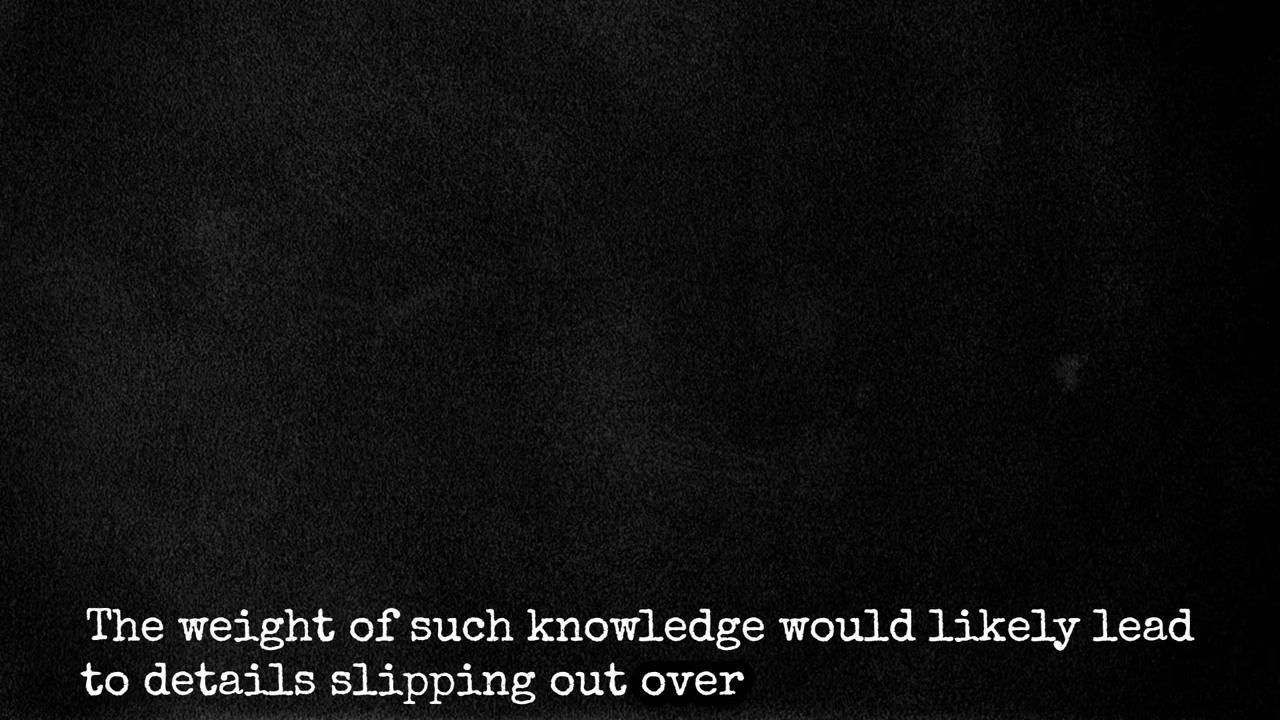 The weight of such knowledge would likely lead
to details slipping out over